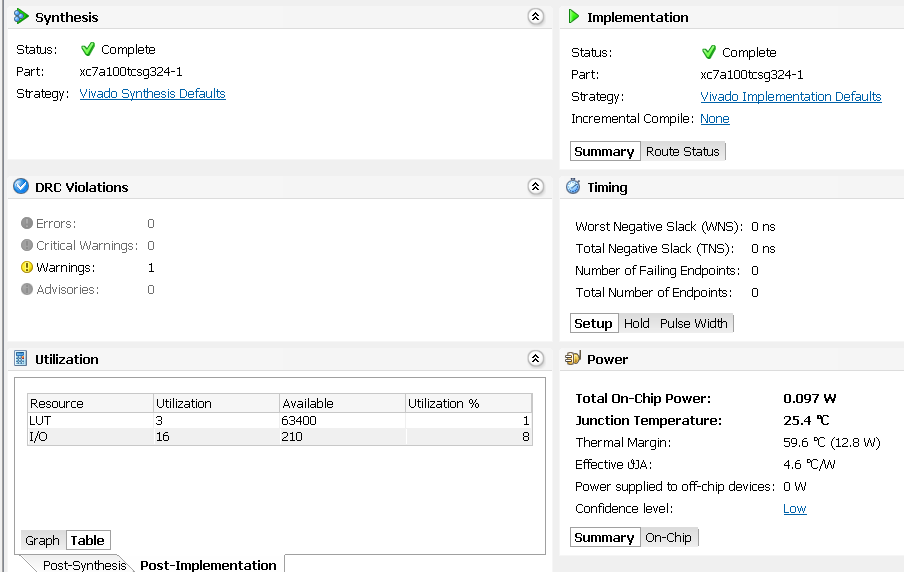 Synthesis
Status: Complete
Part: xc7a100tcsg324-1
Strategy: Vivado Synthesis Defaults
Implementation
Status: Complete
Part: xc7a100tcsg324-1
Strategy: Vivado Implementation Defaults
Incremental Compile: None
Summary Route Status
DRC Violations
Errors: 0
Critical Warnings: 0
Warnings: 1
Advisories: 0
Timing
Worst Negative Slack (WNS): 0 ns
Total Negative Slack (TNS): 0 ns
Number of Failing Endpoints: 0
Total Number of Endpoints: 0
Setup Hold Pulse Width
Utilization
Resource Utilization Available Utilization %
LUT 3 63400 1
I/O 16 210 8
Graph Table
Post-Synthesis Post-Implementation
Power
Total On-Chip Power: 0.097 W
Junction Temperature: 25.4 °C
Thermal Margin: 59.6 °C (12.8 W)
Effective ϑJA: 4.6 °C/W
Power supplied to off-chip devices: 0 W
Confidence level: Low
Summary On-Chip